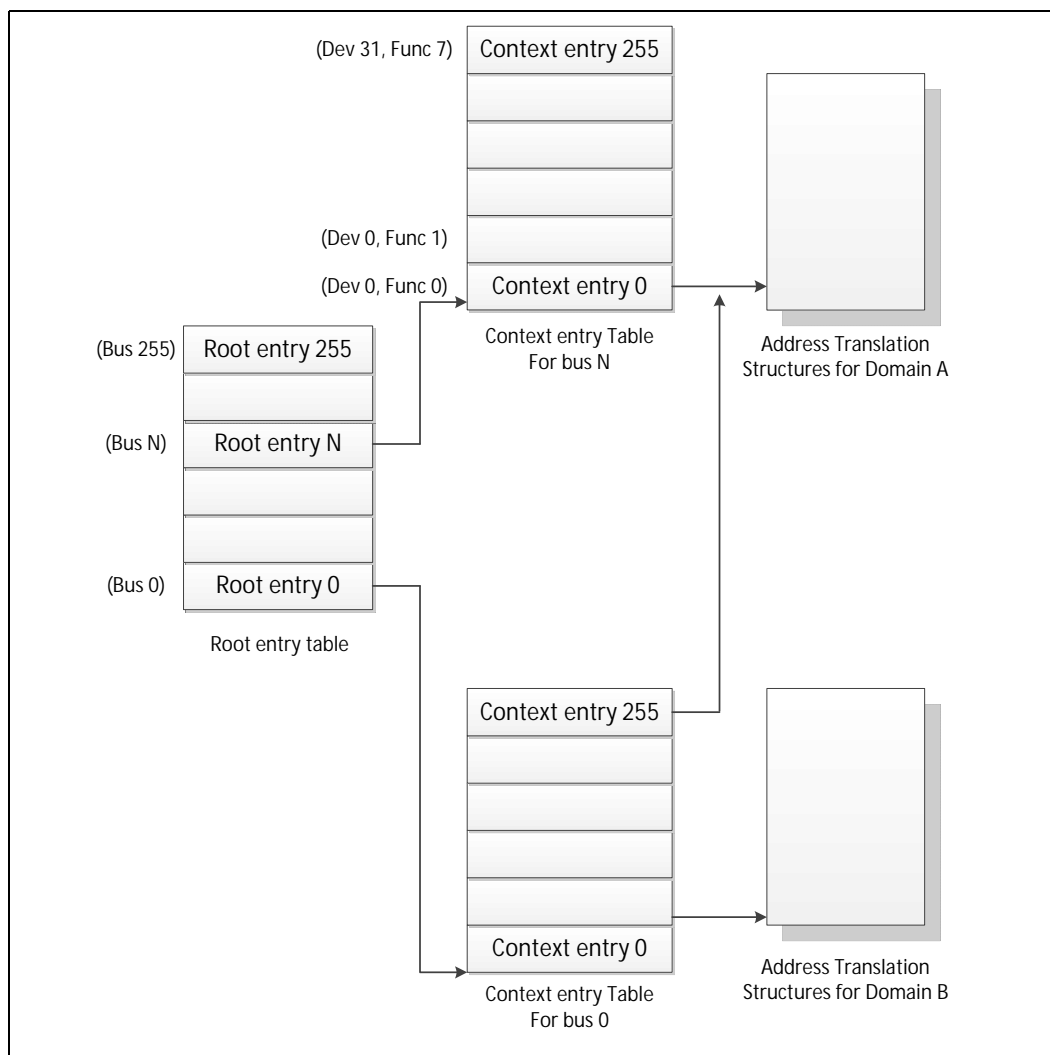 (Dev 31, Func 7)
Context entry 255
(Dev 0, Func 1)
(Dev 0, Func 0)
Context entry 0
Context entry Table
For bus N
Address Translation
Structures for Domain A
(Bus 255)
Root entry 255
(Bus N)
Root entry N
(Bus 0)
Root entry 0
Root entry table
Context entry 255
Context entry 0
Context entry Table
For bus 0
Address Translation
Structures for Domain B